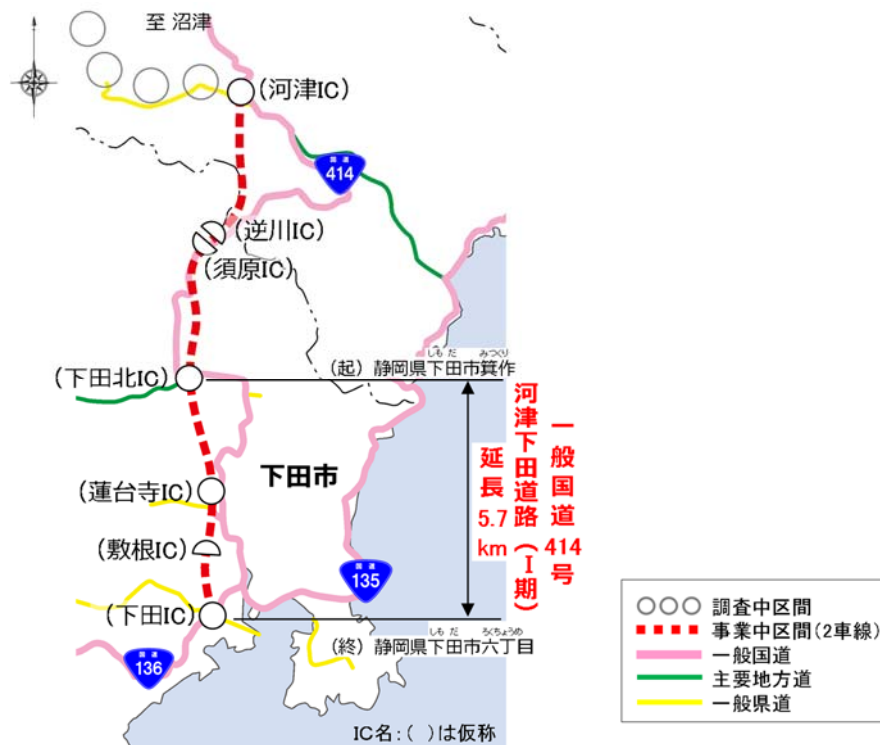 至 沼津
(河津IC)
国道
414
(逆川IC)
(須原IC)
しもだ みつくり
(下田北IC)
(起) 静岡県下田市箕作
一般国道414号
河津下田道路(Ⅰ期)
延長5.7km
下田市
(蓮台寺IC)
(敷根IC)
国道
135
(下田IC)
しもだ ろくちょうめ
(終) 静岡県下田市六丁目
国道
136
IC名:( )は仮称
調査中区間
事業中区間(2車線)
一般国道
主要地方道
一般県道